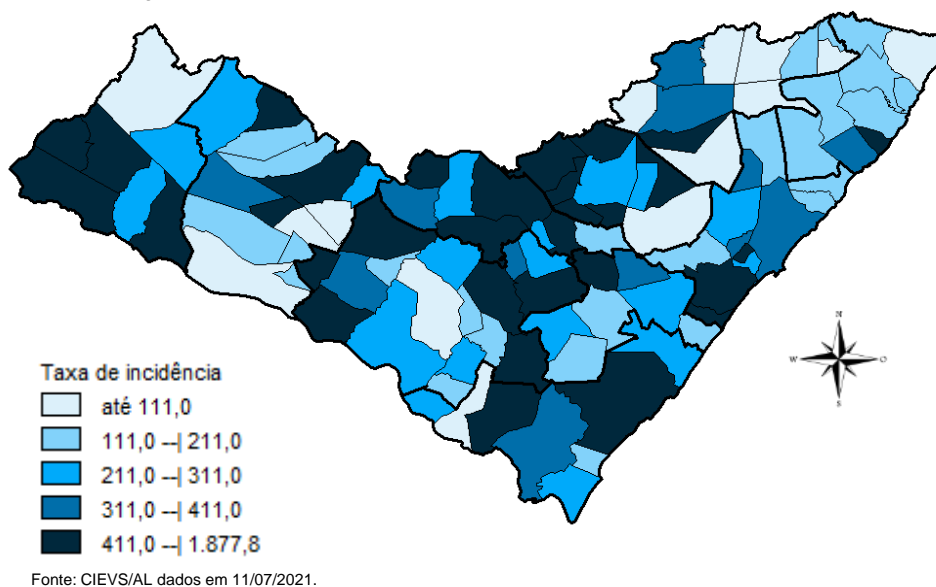 N
W O
S
Taxa de incidência
até 111,0
111,0 --| 211,0
211,0 --| 311,0
311,0 --| 411,0
411,0 --| 1.877,8
Fonte: CIEVS/AL dados em 11/07/2021.